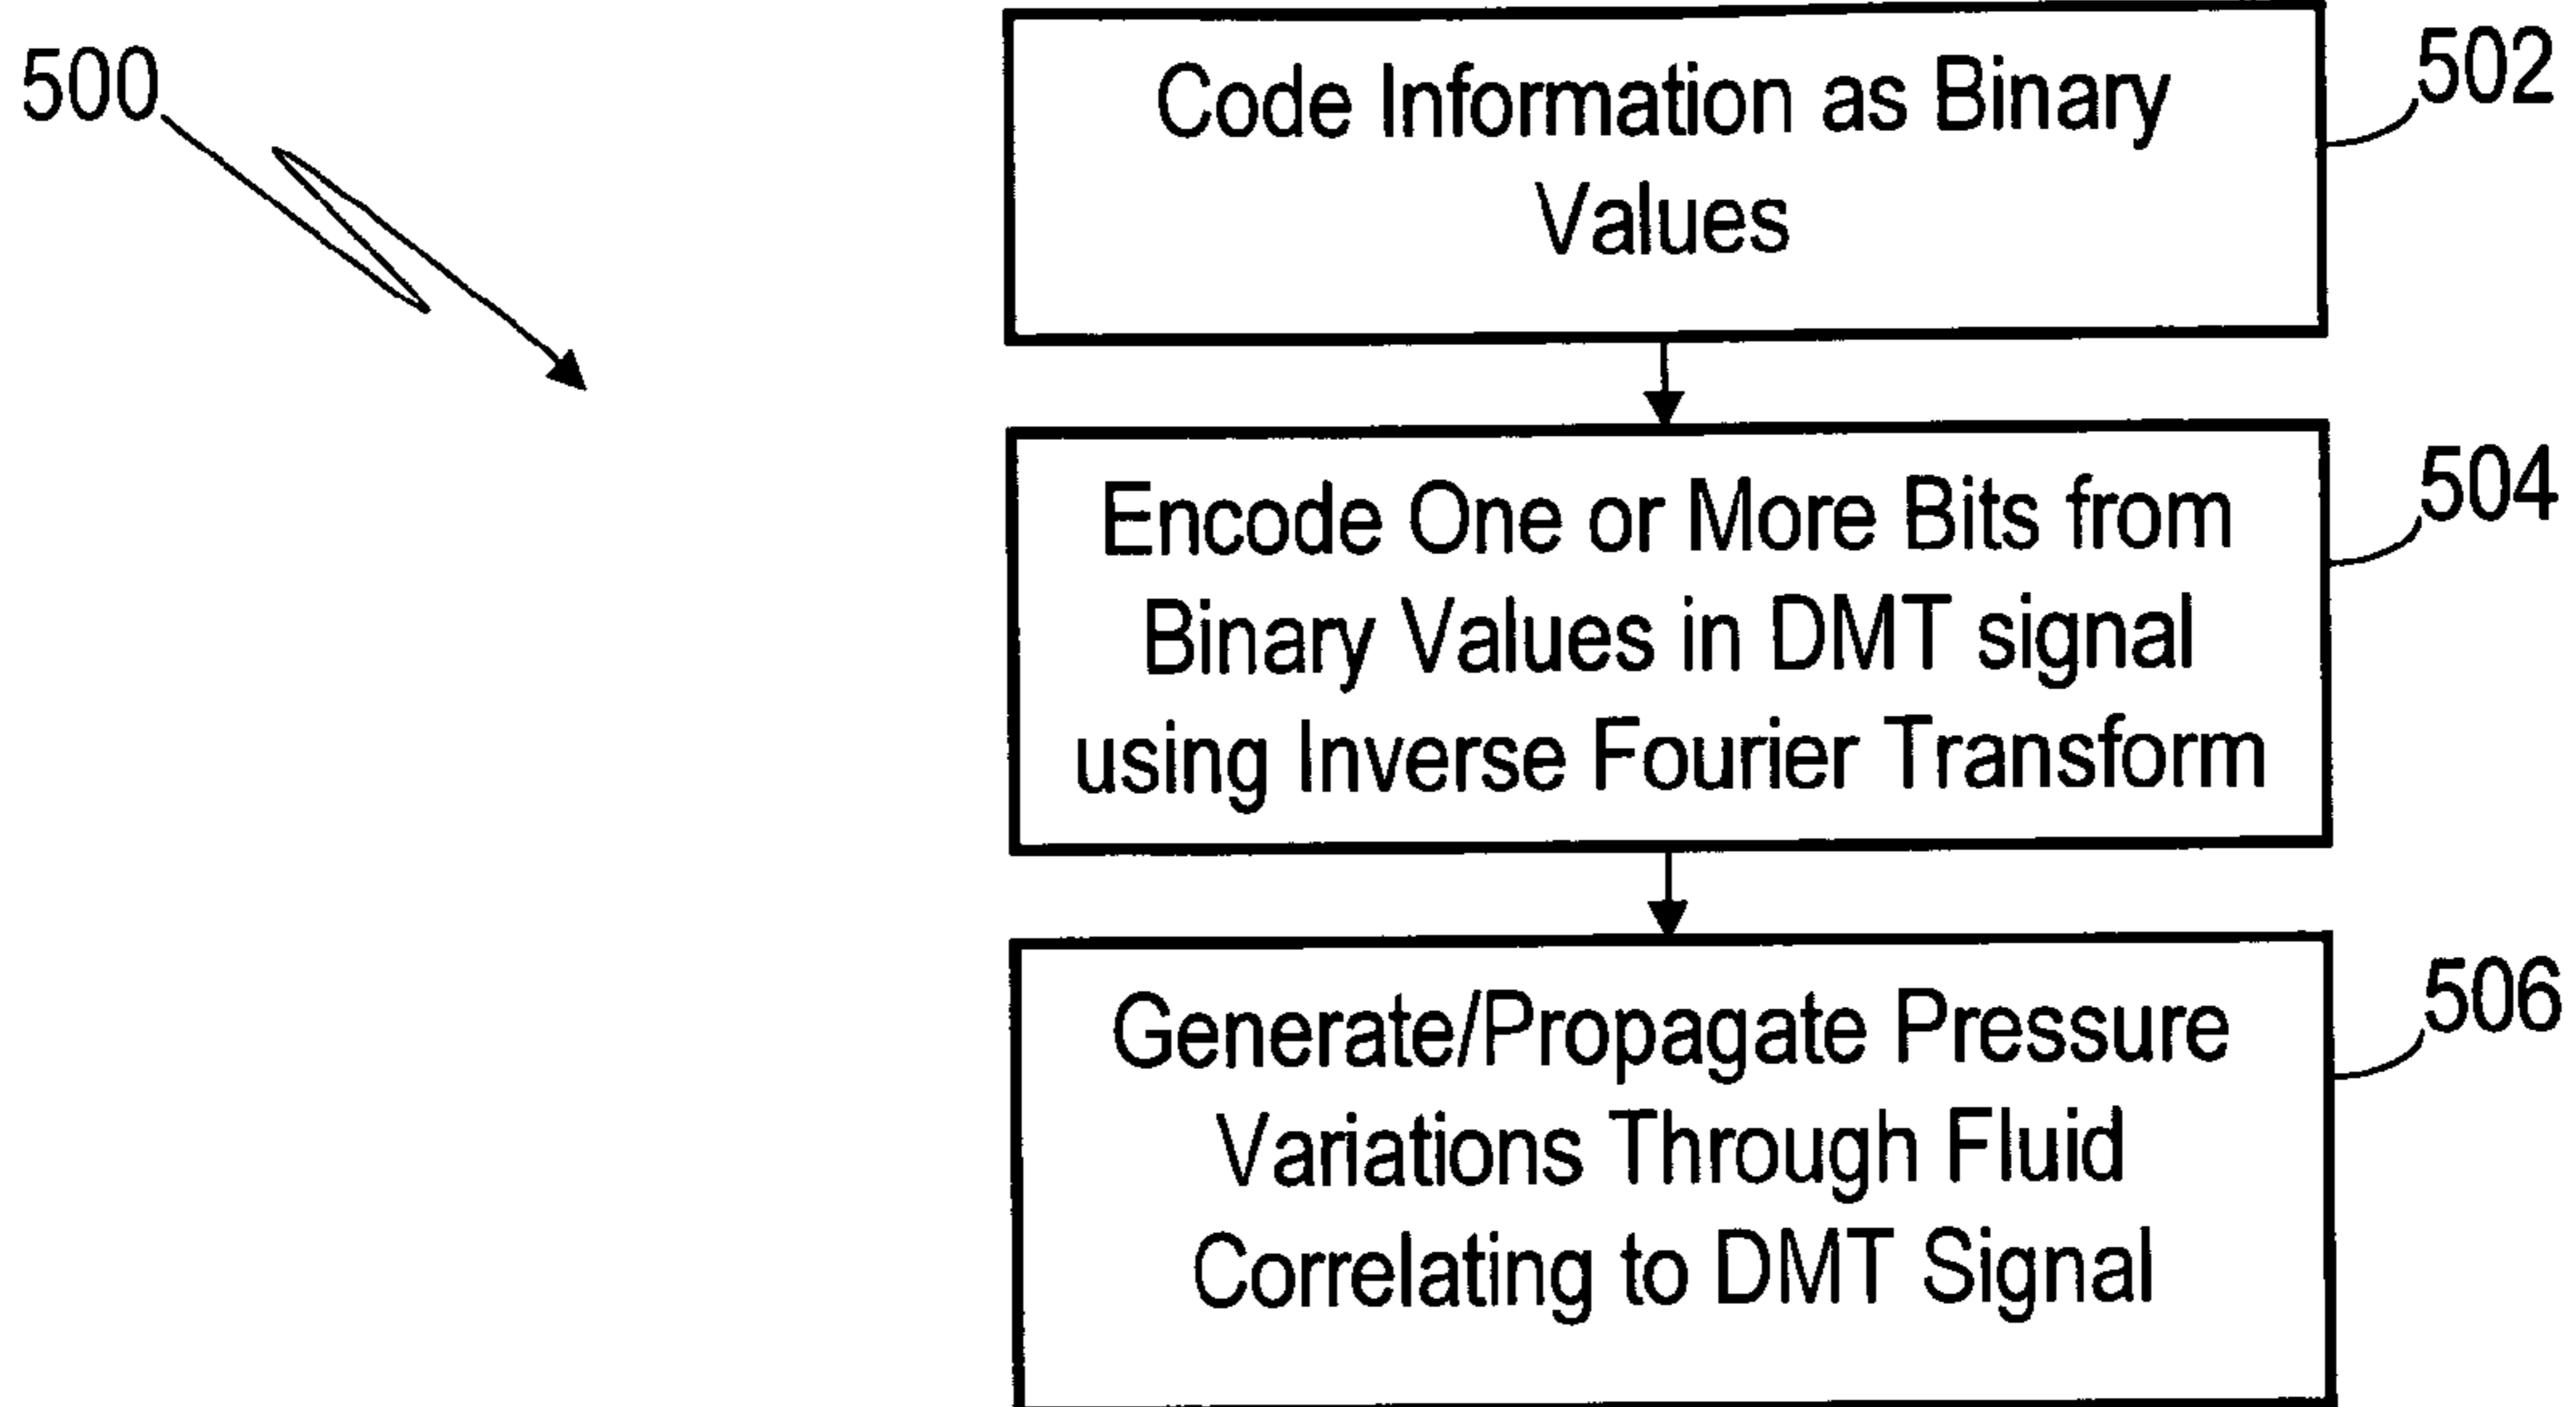 500
Code Information as Binary
Values
502
Encode One or More Bits from
Binary Values in DMT signal
using Inverse Fourier Transform
504
Generate/Propagate Pressure
Variations Through Fluid
Correlating to DMT Signal
506